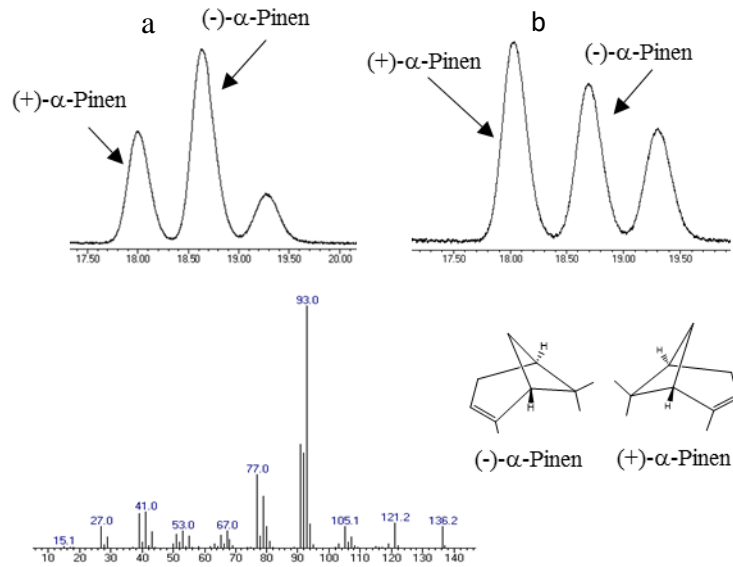 a
(-)-α-Pinen
(+)-α-Pinen
17.50 18.00 18.50 19.00 19.50 20.00
b
(+)-α-Pinen
(-)-α-Pinen
17.50 18.00 18.50 19.00 19.50
93.0
77.0
41.0
27.0
53.0
67.0
105.1
121.2
136.2
15.1
10 20 30 40 50 60 70 80 90 100 110 120 130 140
H H
H H
(-)-α-Pinen (+)-α-Pinen